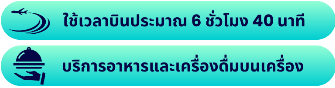 ใช้เวลาบินประมาณ 6 ชั่วโมง 40 นาที
บริการอาหารและเครื่องดื่มบนเครื่อง